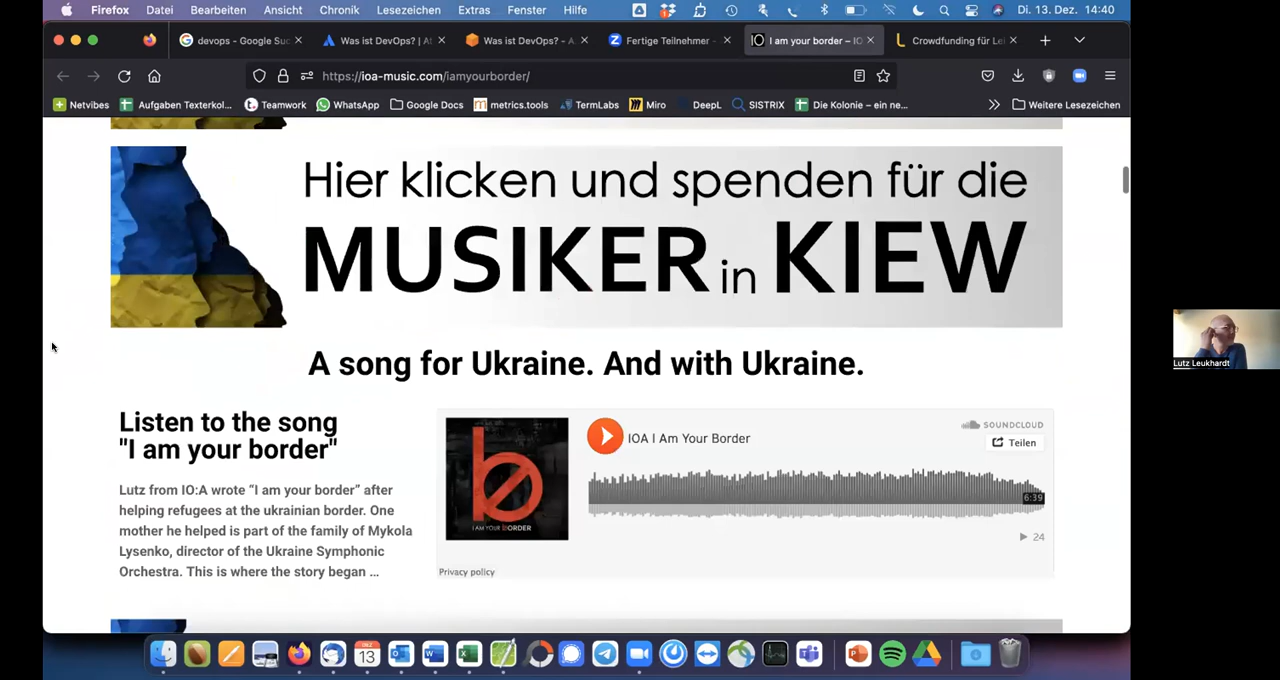 Firefox Datei Bearbeiten Ansicht Chronik Lesezeichen Extras Fenster Hilfe Di. 13. Dez. 14:40
devops - Google Suc Was ist DevOps? | At Was ist DevOps? – A Fertige Teilnehmer - I am your border – IO Crowdfunding für Lei
https://ioa-music.com/iamyourborder/
Netvibes Aufgaben Texterkol... Teamwork WhatsApp Google Docs metrics.tools TermLabs Miro DeepL SISTRIX Die Kolonie – ein ne... Weitere Lesezeichen
Hier klicken und spenden für die
MUSIKER in KIEW
A song for Ukraine. And with Ukraine.
Listen to the song
"I am your border"
Lutz from IO:A wrote “I am your border” after
helping refugees at the ukrainian border. One
mother he helped is part of the family of Mykola
Lysenko, director of the Ukraine Symphonic
Orchestra. This is where the story began ...
I AM YOUR BORDER
IOA I Am Your Border
SOUNDCLOUD
Teilen
6:39
24
Privacy policy
Lutz Leukhardt
DEZ
13